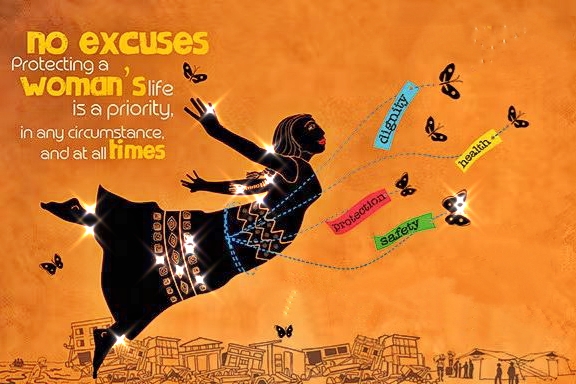 no excuses
Protecting a
woman's life
is a priority,
in any circumstance,
and at all times
dignity
health
protection
safety